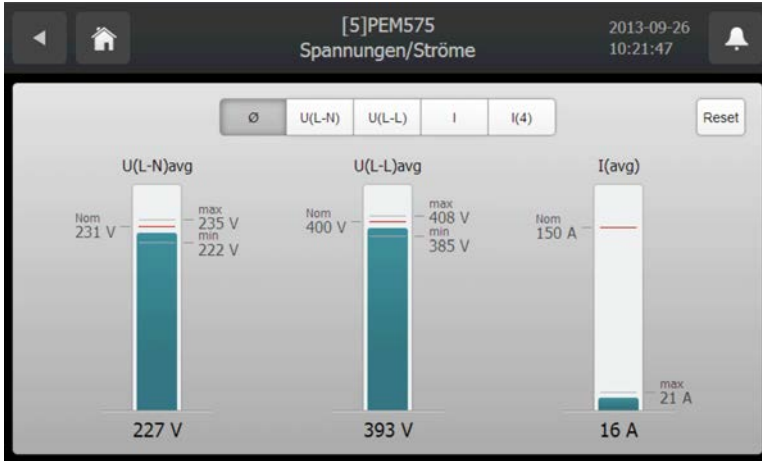 [5]PEM575
Spannungen/Ströme
2013-09-26
10:21:47
Ø U(L-N) U(L-L) I I(4)
Reset
U(L-N)avg
Nom
231 V
max
235 V
min
222 V
227 V
U(L-L)avg
Nom
400 V
max
408 V
min
385 V
393 V
I(avg)
Nom
150 A
max
21 A
16 A